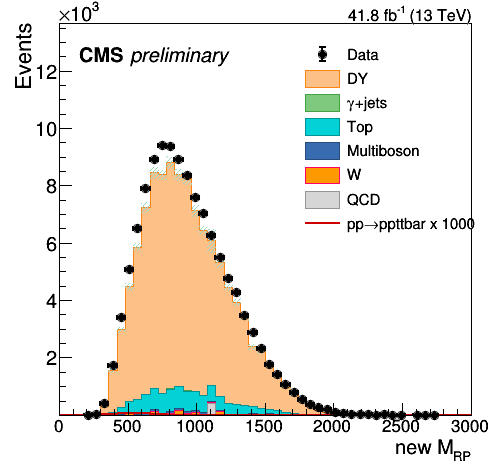 ×10³
41.8 fb⁻¹ (13 TeV)
Events
CMS preliminary
Data
DY
γ+jets
Top
Multiboson
W
QCD
pp→ppttbar x 1000
12
10
8
6
4
2
0
0 500 1000 1500 2000 2500 3000
new M_RP